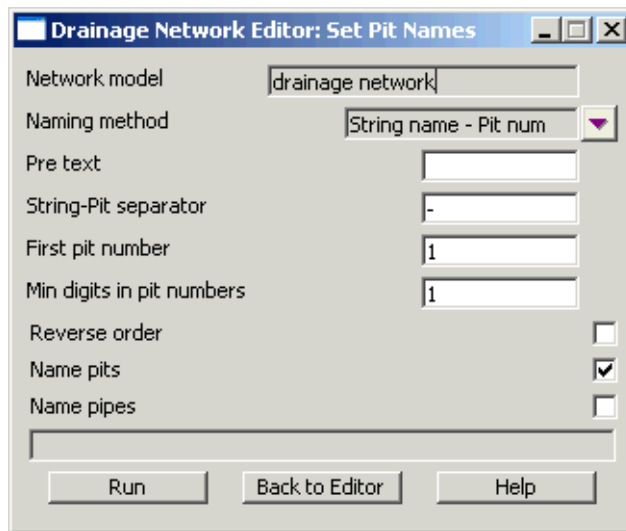 Drainage Network Editor: Set Pit Names
Network model drainage network
Naming method String name - Pit num
Pre text
String-Pit separator -
First pit number 1
Min digits in pit numbers 1
Reverse order
Name pits
Name pipes
Run Back to Editor Help